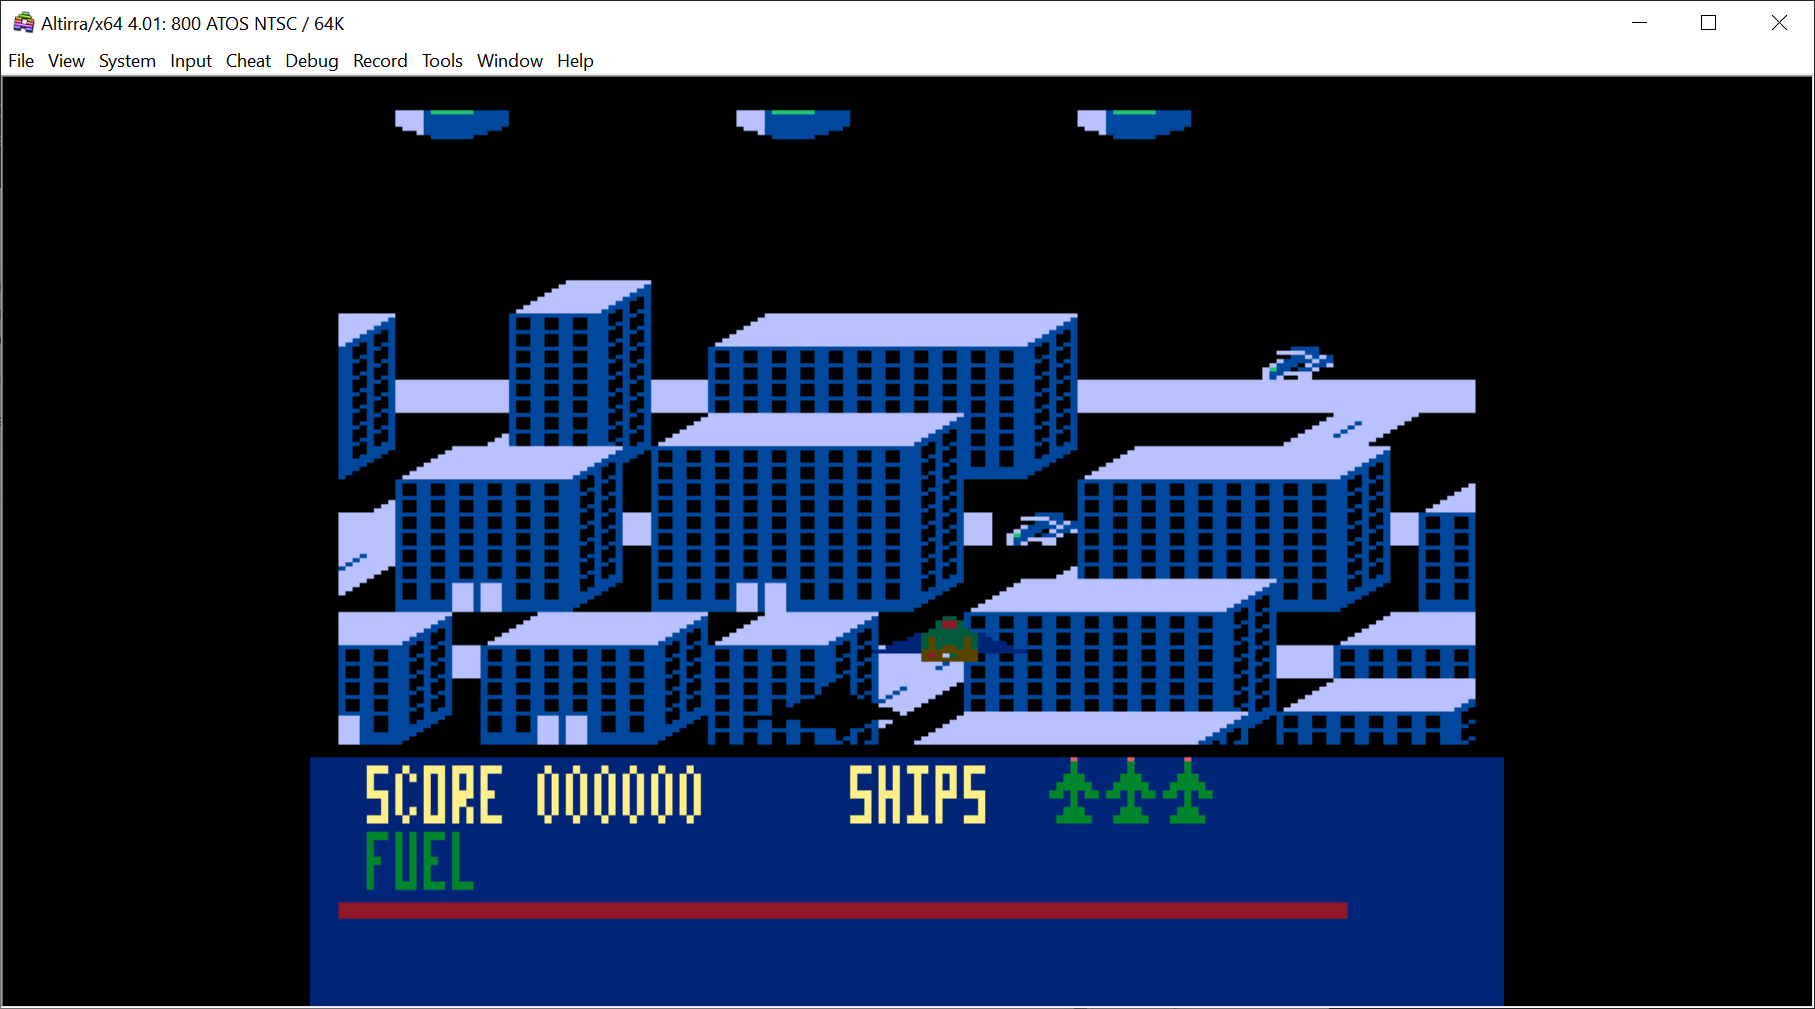 Altirra/x64 4.01: 800 ATOS NTSC / 64K
File View System Input Cheat Debug Record Tools Window Help
SCORE 000000 SHIPS
FUEL